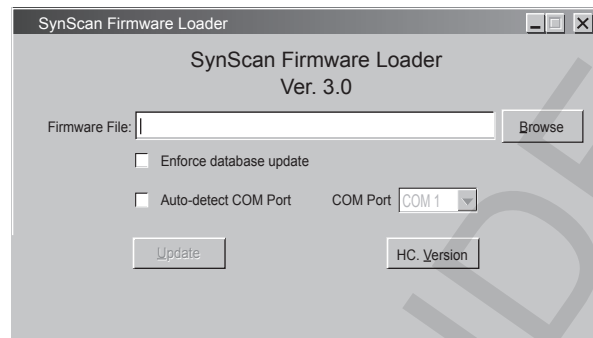 SynScan Firmware Loader
SynScan Firmware Loader
Ver. 3.0
Firmware File: Browse
Enforce database update
Auto-detect COM Port COM Port COM 1
Update HC. Version